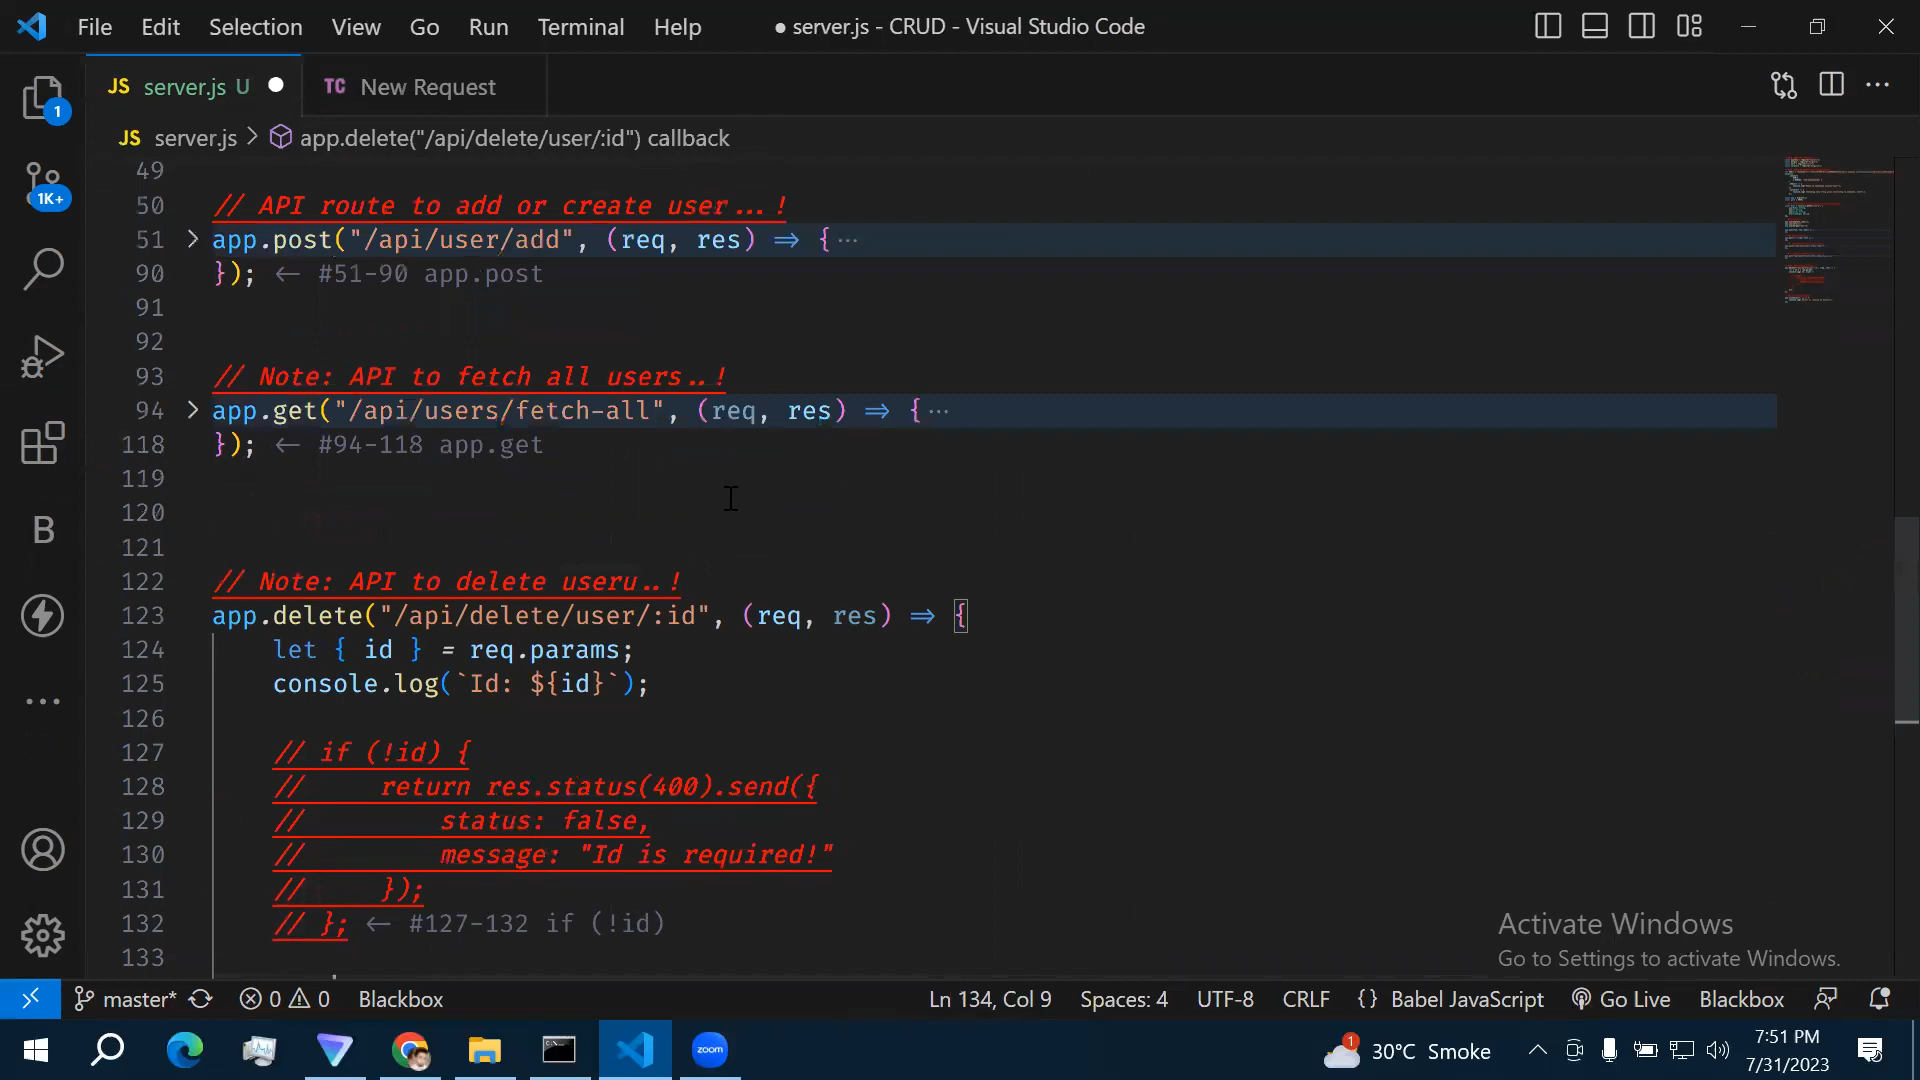 File Edit Selection View Go Run Terminal Help ● server.js - CRUD - Visual Studio Code
JS server.js U ● TC New Request
JS server.js > app.delete("/api/delete/user/:id") callback
1
1K+
B
49
50 // API route to add or create user...!
51 > app.post("/api/user/add", (req, res) => { ...
90 }); <- #51-90 app.post
91
92
93 // Note: API to fetch all users..!
94 > app.get("/api/users/fetch-all", (req, res) => { ...
118 }); <- #94-118 app.get
119
120
121
122 // Note: API to delete useru..!
123 app.delete("/api/delete/user/:id", (req, res) => {
124 let { id } = req.params;
125 console.log(`Id: ${id}`);
126
127 // if (!id) {
128 // return res.status(400).send({
129 // status: false,
130 // message: "Id is required!"
131 // });
132 // }; <- #127-132 if (!id)
133
Activate Windows
Go to Settings to activate Windows.
master* 0 0 Blackbox Ln 134, Col 9 Spaces: 4 UTF-8 CRLF {} Babel JavaScript Go Live Blackbox
zoom 1 30°C Smoke 7:51 PM
7/31/2023